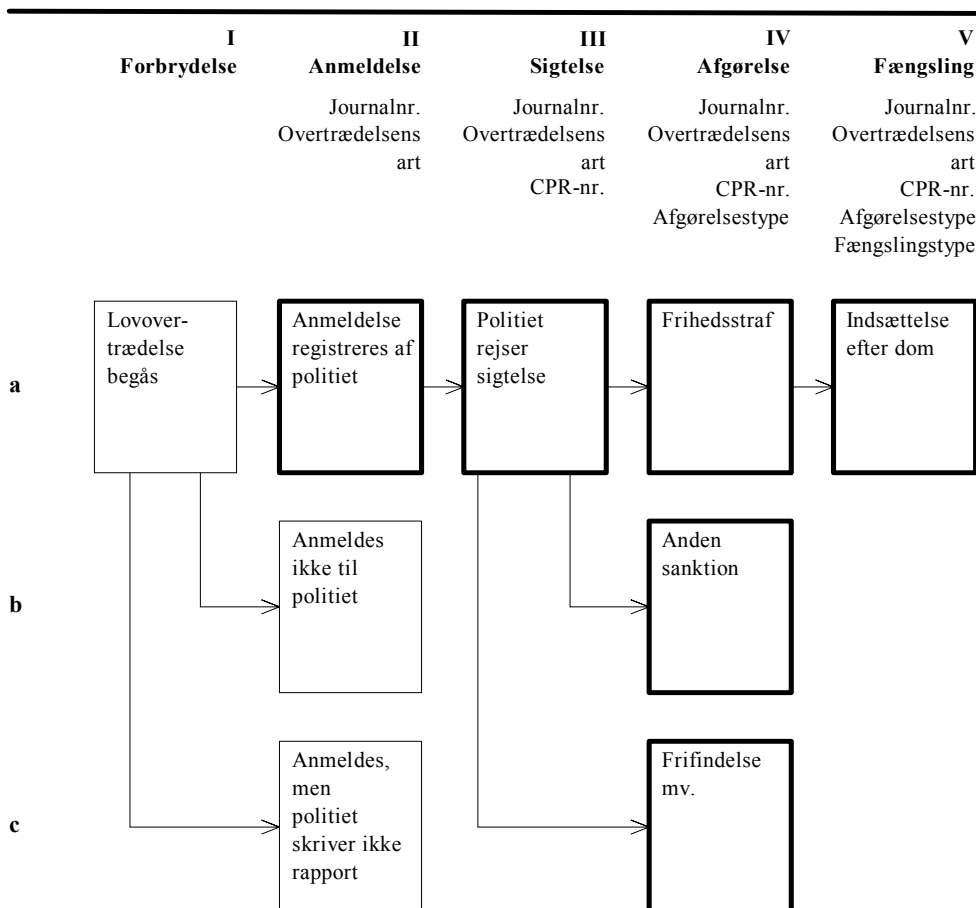 I
Forbrydelse
II
Anmeldelse
Journalnr.
Overtrædelsens
art
III
Sigtelse
Journalnr.
Overtrædelsens
art
CPR-nr.
IV
Afgørelse
Journalnr.
Overtrædelsens
art
CPR-nr.
Afgørelsestype
V
Fængsling
Journalnr.
Overtrædelsens
art
CPR-nr.
Afgørelsestype
Fængslingstype
a
Lovover-
trædelse
begås
Anmeldelse
registreres af
politiet
Politiet
rejser
sigtelse
Frihedsstraf
Indsættelse
efter dom
b
Anmeldes
ikke til
politiet
Anden
sanktion
c
Anmeldes,
men
politiet
skriver ikke
rapport
Frifindelse
mv.